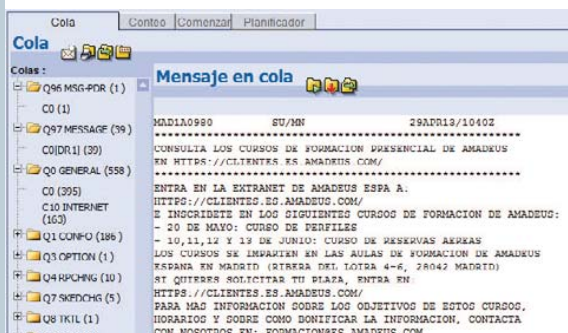 Cola Conteo Comenzar Planificador
Cola
Colas :
Q96 MSG-PDR (1)
C0 (1)
Q97 MESSAGE (39)
C0[DR1] (39)
Q0 GENERAL (558)
C0 (395)
C10 INTERNET
(163)
Q1 CONFO (186)
Q3 OPTION (1)
Q4 RPCHNG (10)
Q7 SKEDCHG (5)
Q8 TKTL (1)
Mensaje en cola
MAD1A0980 SU/MN 29APR13/1040Z
CONSULTA LOS CURSOS DE FORMACION PRESENCIAL DE AMADEUS
EN HTTPS://CLIENTES.ES.AMADEUS.COM/
ENTRA EN LA EXTRANET DE AMADEUS ESPA A:
HTTPS://CLIENTES.ES.AMADEUS.COM/
E INSCRIBETE EN LOS SIGUIENTES CURSOS DE FORMACION DE AMADEUS:
- 20 DE MAYO: CURSO DE PERFILES
- 10,11,12 Y 13 DE JUNIO: CURSO DE RESERVAS AEREAS
LOS CURSOS SE IMPARTEN EN LAS AULAS DE FORMACION DE AMADEUS
ESPANA EN MADRID (RIBERA DEL LOIRA 4-6, 28042 MADRID)
SI QUIERES SOLICITAR TU PLAZA, ENTRA EN:
HTTPS://CLIENTES.ES.AMADEUS.COM/
PARA MAS INFORMACION SOBRE LOS OBJETIVOS DE ESTOS CURSOS,
HORARIOS Y SOBRE COMO BONIFICAR LA INFORMACION, CONTACTA
CON NOSOTROS EN: FORMACION@ES.AMADEUS.COM